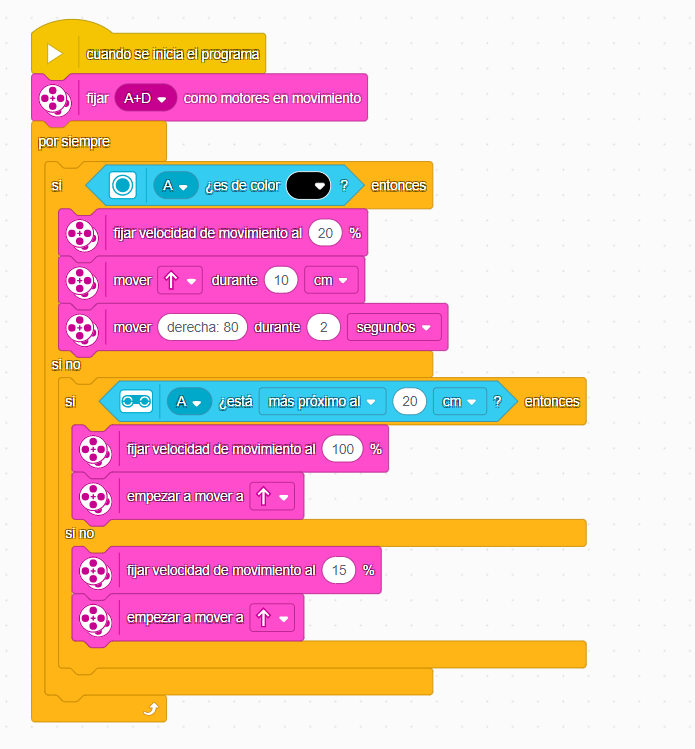 cuando se inicia el programa
fijar A+D como motores en movimiento
por siempre
si A ¿es de color ? entonces
fijar velocidad de movimiento al 20 %
mover durante 10 cm
mover derecha: 80 durante 2 segundos
si no
si A ¿está más próximo al 20 cm ? entonces
fijar velocidad de movimiento al 100 %
empezar a mover a
si no
fijar velocidad de movimiento al 15 %
empezar a mover a